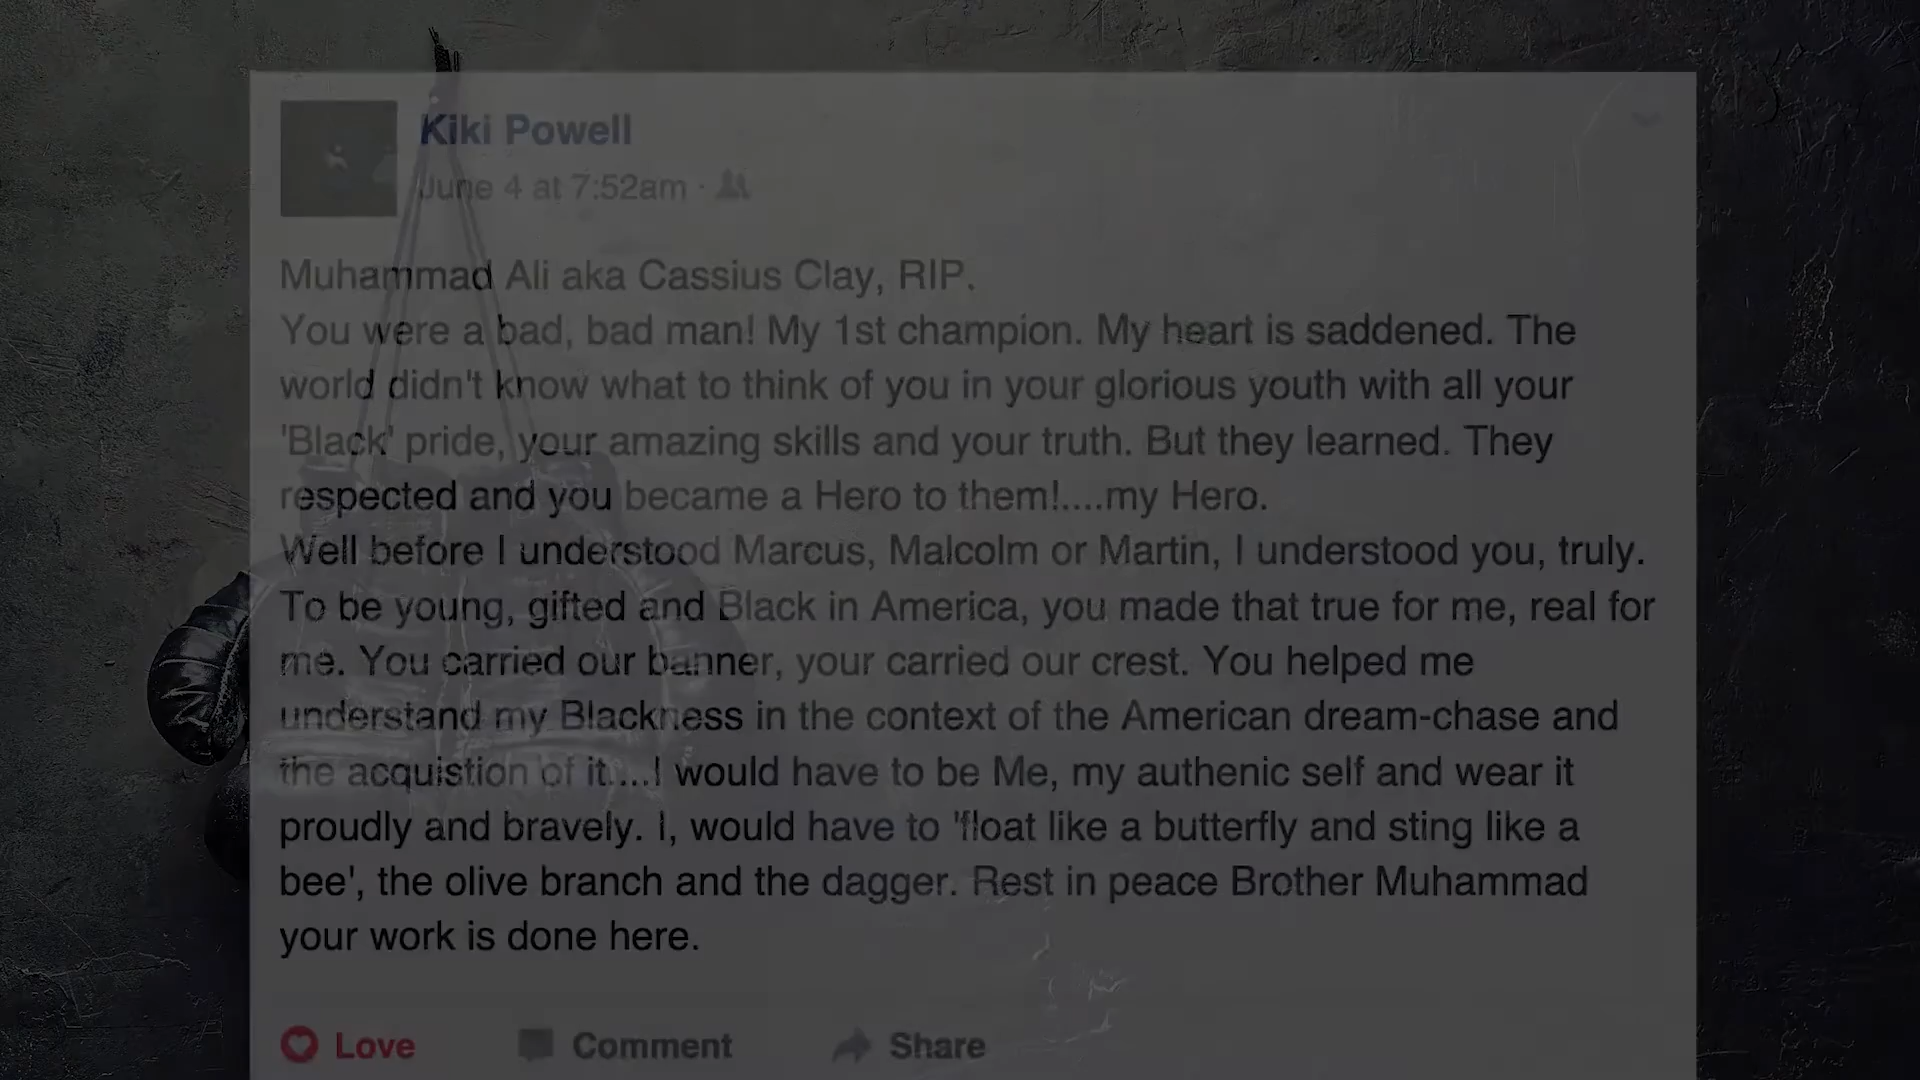 Kiki Powell
June 4 at 7:52am ·
Muhammad Ali aka Cassius Clay, RIP.
You were a bad, bad man! My 1st champion. My heart is saddened. The
world didn't know what to think of you in your glorious youth with all your
'Black' pride, your amazing skills and your truth. But they learned. They
respected and you became a Hero to them!....my Hero.
Well before I understood Marcus, Malcolm or Martin, I understood you, truly.
To be young, gifted and Black in America, you made that true for me, real for
me. You carried our banner, your carried our crest. You helped me
understand my Blackness in the context of the American dream-chase and
the acquistion of it....I would have to be Me, my authenic self and wear it
proudly and bravely. I, would have to 'float like a butterfly and sting like a
bee', the olive branch and the dagger. Rest in peace Brother Muhammad
your work is done here.
Love Comment Share